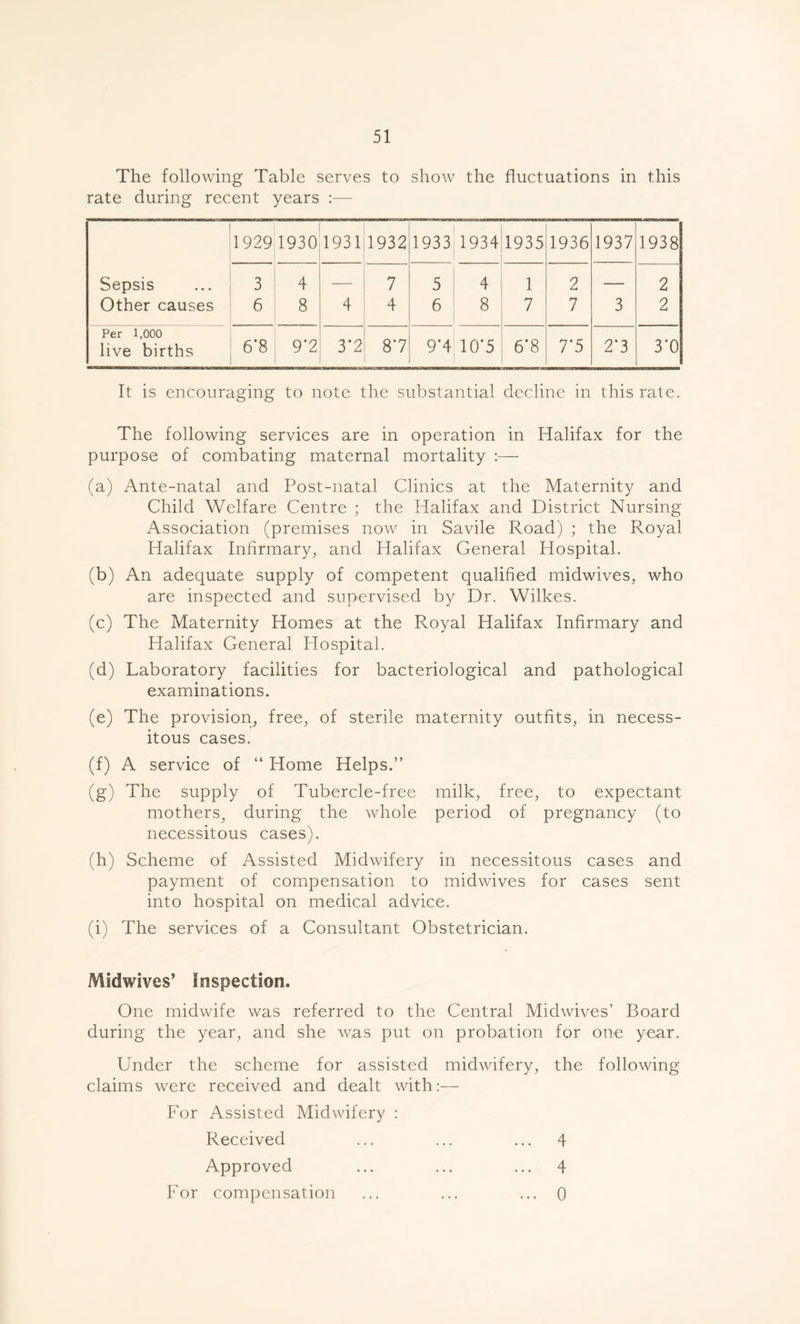 51
The following Table serves to show the fluctuations in this
rate during recent years :—
1929 1930 1931 1932 1933 1934 1935 1936 1937 1938
Sepsis ... 3 4 — 7 5 4 1 2 — 2
Other causes 6 8 4 4 6 8 7 7 3 2
Per 1,000
live births 6·8 9·2 3·2 8·7 9·4 10·5 6·8 7·5 2·3 3·0
It is encouraging to note the substantial decline in this rate.
The following services are in operation in Halifax for the
purpose of combating maternal mortality :—
(a) Ante-natal and Post-natal Clinics at the Maternity and
Child Welfare Centre ; the Halifax and District Nursing
Association (premises now in Savile Road) ; the Royal
Halifax Infirmary, and Halifax General Hospital.
(b) An adequate supply of competent qualified midwives, who
are inspected and supervised by Dr. Wilkes.
(c) The Maternity Homes at the Royal Halifax Infirmary and
Halifax General Hospital.
(d) Laboratory facilities for bacteriological and pathological
examinations.
(e) The provision, free, of sterile maternity outfits, in necess-
itous cases.
(f) A service of “ Home Helps.”
(g) The supply of Tubercle-free milk, free, to expectant
mothers, during the whole period of pregnancy (to
necessitous cases).
(h) Scheme of Assisted Midwifery in necessitous cases and
payment of compensation to midwives for cases sent
into hospital on medical advice.
(i) The services of a Consultant Obstetrician.
Midwives’ Inspection.
One midwife was referred to the Central Midwives’ Board
during the year, and she was put on probation for one year.
Under the scheme for assisted midwifery, the following
claims were received and dealt with:—
For Assisted Midwifery :
Received ... ... ... 4
Approved ... ... ... 4
For compensation ... ... ... 0